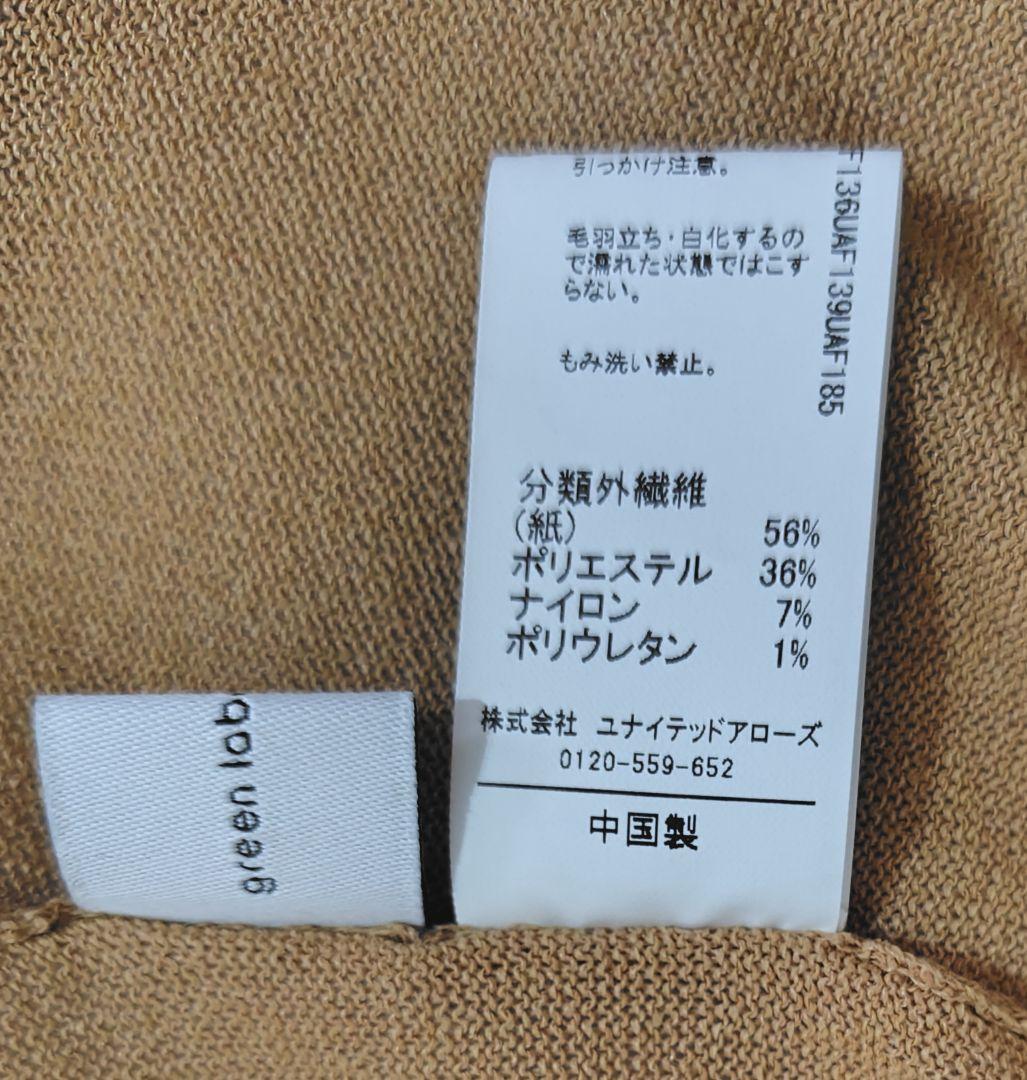 引っかけ注意。
毛羽立ち・白化するの
で濡れた状態ではこす
らない。
もみ洗い禁止。
分類外繊維
(紙) 56%
ポリエステル 36%
ナイロン 7%
ポリウレタン 1%
株式会社 ユナイテッドアローズ
0120-559-652
中国製
F136UAF139UAF185
green lab